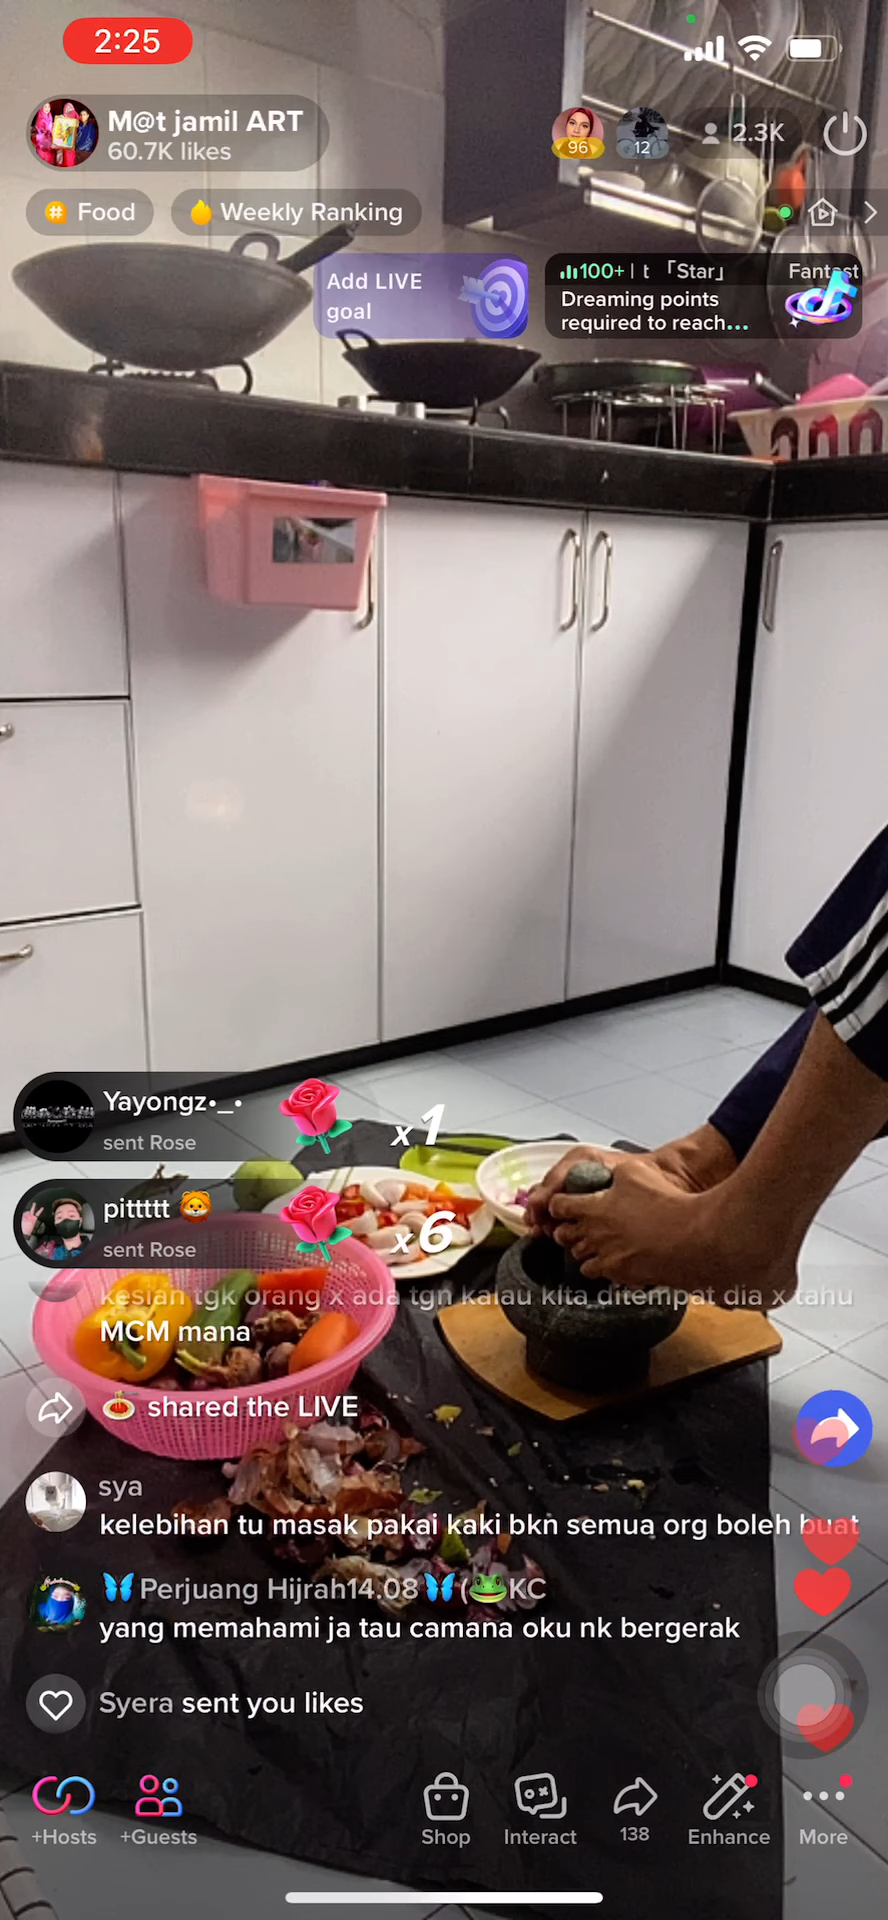 2:25
M@t jamil ART
60.7K likes
96
12
2.3K
Food
Weekly Ranking
Add LIVE
goal
100+ | t 「Star」 Fantast
Dreaming points
required to reach...
Yayongz•_•
sent Rose
x1
pittttt 🦁
sent Rose
x6
kesian tgk orang x ada tgn kalau kita ditempat dia x tahu
MCM mana
🍝 shared the LIVE
sya
kelebihan tu masak pakai kaki bkn semua org boleh buat
🦋Perjuang Hijrah14.08🦋(🐸KC
yang memahami ja tau camana oku nk bergerak
Syera sent you likes
+Hosts
+Guests
Shop
Interact
138
Enhance
More